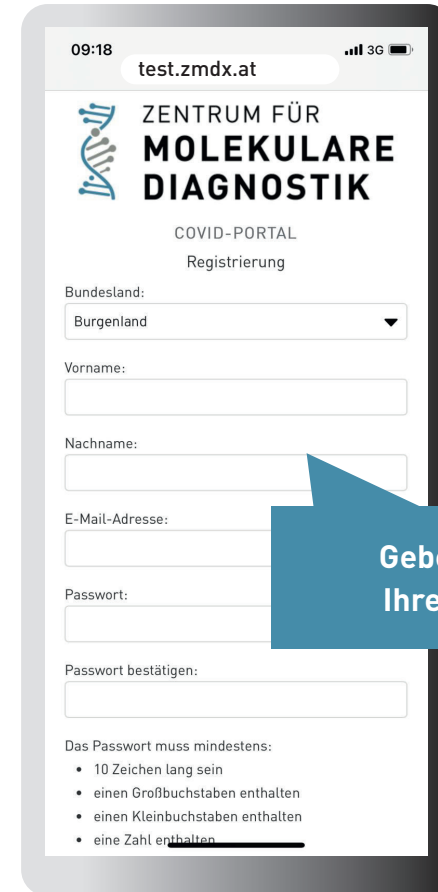 09:18
3G
test.zmdx.at
ZENTRUM FÜR
MOLEKULARE
DIAGNOSTIK
COVID-PORTAL
Registrierung
Bundesland:
Burgenland
Vorname:
Nachname:
E-Mail-Adresse:
Passwort:
Ihre
Passwort bestätigen:
Das Passwort muss mindestens:
• 10 Zeichen lang sein
• einen Großbuchstaben enthalten
• einen Kleinbuchstaben enthalten
• eine Zahl enthalten